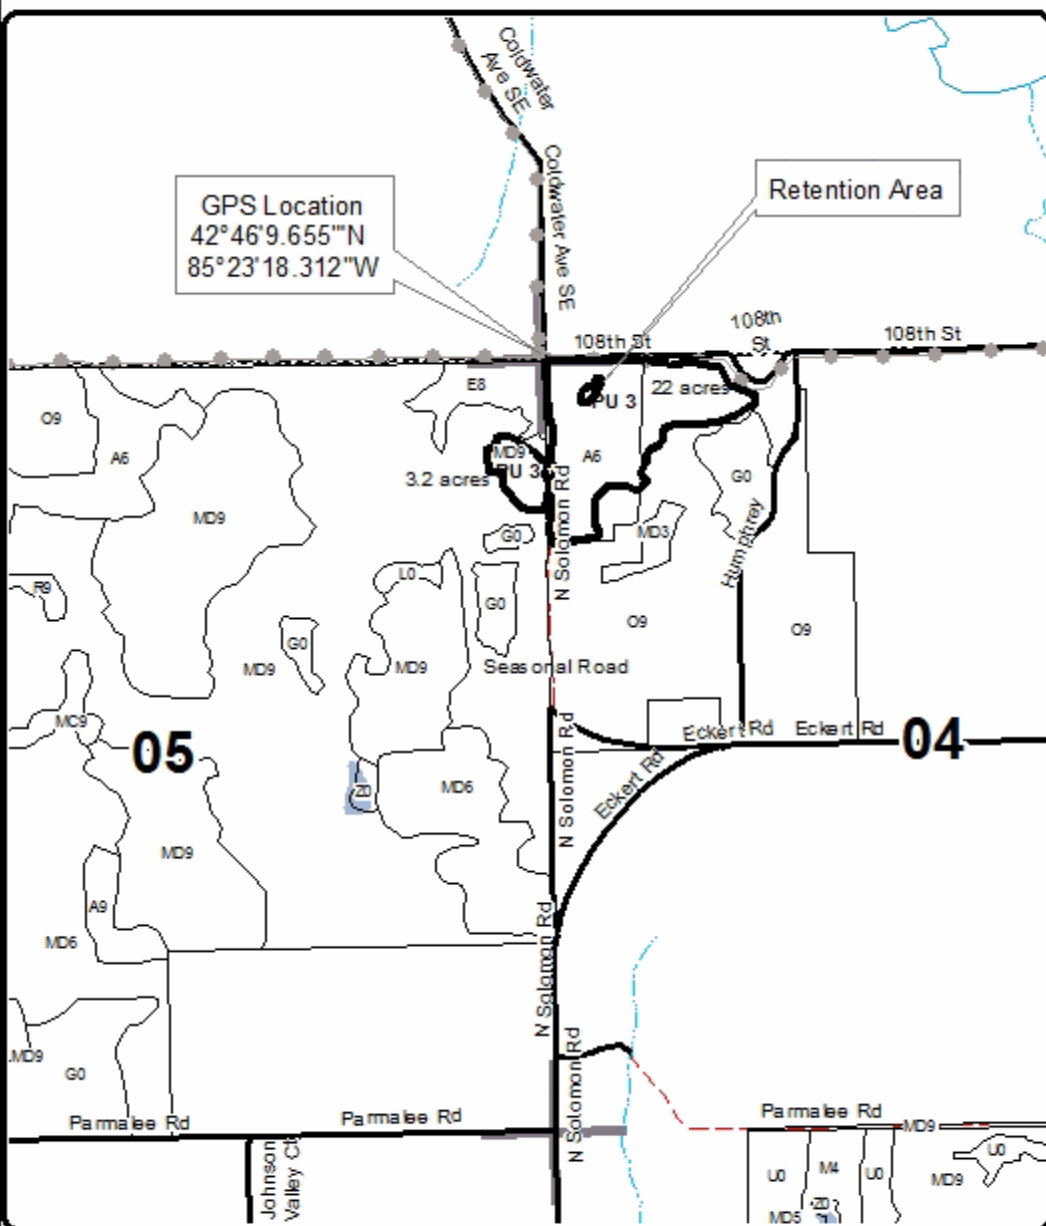 Coldwater
Ave SE
Coldwater Ave SE
GPS Location
42°46'9.655"'N
85°23'18.312"W
Retention Area
108th St
108th
St
108th St
E8
22 acres
PU 3
O9
A6
MD9
PU 3
3.2 acres
A6
G0
MD9
N Solomon Rd
G0
MD3
Humphrey
L0
R9
G0
G0
O9
O9
MD9
MD9
Seasonal Road
MC9
05
Eckert Rd
Eckert Rd
04
N Solomon Rd
Eckert Rd
Z0
MD6
MD9
A9
MD6
N Solomon Rd
MD9
G0
N Solomon Rd
Parmalee Rd
Parmalee Rd
Parmalee Rd
MD9
N Solomon Rd
Johnson
Valley Ct
U0
M4
U0
MD9
U0
MD5
Z0